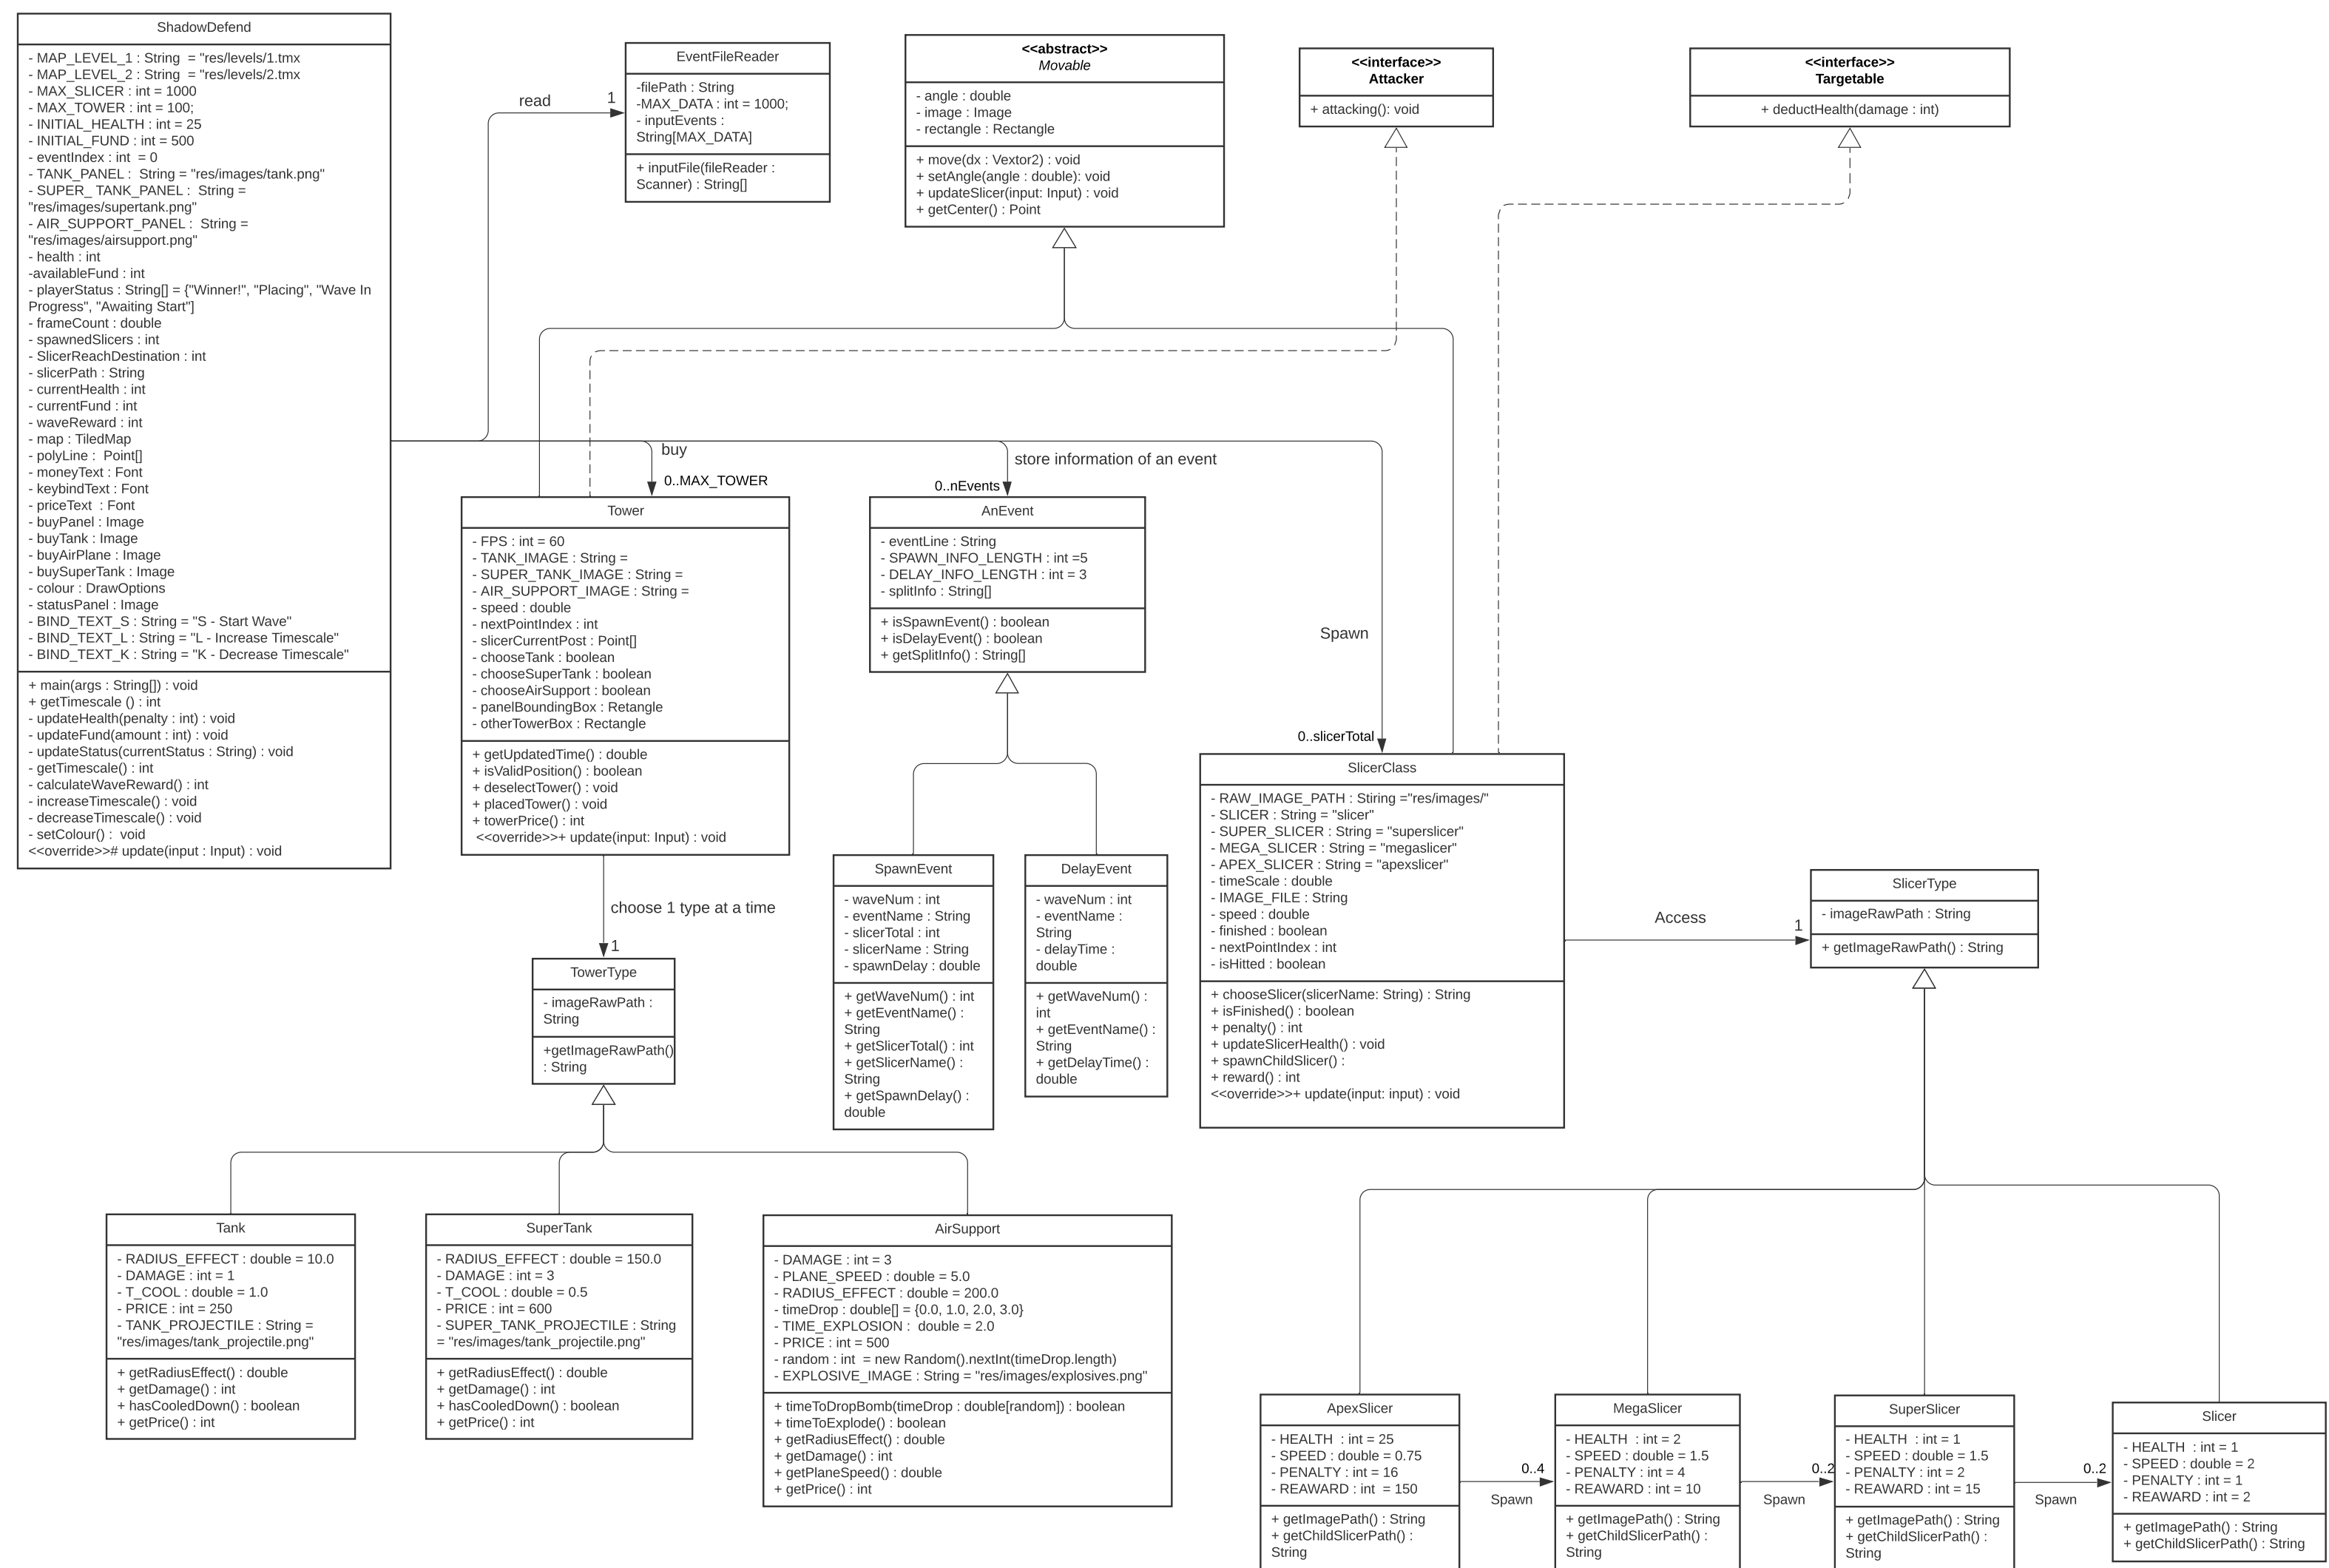 ShadowDefend
- MAP_LEVEL_1 : String  = "res/levels/1.tmx
- MAP_LEVEL_2 : String  = "res/levels/2.tmx
- MAX_SLICER : int = 1000
- MAX_TOWER : int = 100;
- INITIAL_HEALTH : int = 25
- INITIAL_FUND : int = 500
- eventIndex : int  = 0
- TANK_PANEL :  String = "res/images/tank.png"
- SUPER_ TANK_PANEL :  String =
"res/images/supertank.png"
- AIR_SUPPORT_PANEL :  String =
"res/images/airsupport.png"
- health : int
-availableFund : int
- playerStatus : String[] = {"Winner!", "Placing", "Wave In
Progress", "Awaiting Start"]
- frameCount : double
- spawnedSlicers : int
- SlicerReachDestination : int
- slicerPath : String
- currentHealth : int
- currentFund : int
- waveReward : int
- map : TiledMap
- polyLine :  Point[]
- moneyText : Font
- keybindText : Font
- priceText  : Font
- buyPanel : Image
- buyTank : Image
- buyAirPlane : Image
- buySuperTank : Image
- colour : DrawOptions
- statusPanel : Image
- BIND_TEXT_S : String = "S - Start Wave"
- BIND_TEXT_L : String = "L - Increase Timescale"
- BIND_TEXT_K : String = "K - Decrease Timescale"
+ main(args : String[]) : void
+ getTimescale () : int
- updateHealth(penalty : int) : void
- updateFund(amount : int) : void
- updateStatus(currentStatus : String) : void
- getTimescale() : int
- calculateWaveReward() : int
- increaseTimescale() : void
- decreaseTimescale() : void
- setColour() :  void
<<override>># update(input : Input) : void
read
1
EventFileReader
-filePath : String
-MAX_DATA : int = 1000;
- inputEvents :
String[MAX_DATA]
+ inputFile(fileReader :
Scanner) : String[]
<<abstract>>
Movable
- angle : double
- image : Image
- rectangle : Rectangle
+ move(dx : Vextor2) : void
+ setAngle(angle : double): void
+ updateSlicer(input: Input) : void
+ getCenter() : Point
<<interface>>
Attacker
+ attacking(): void
<<interface>>
Targetable
+ deductHealth(damage : int)
buy
0..MAX_TOWER
store information of an event
0..nEvents
Spawn
0..slicerTotal
Tower
- FPS : int = 60
- TANK_IMAGE : String =
- SUPER_TANK_IMAGE : String =
- AIR_SUPPORT_IMAGE : String =
- speed : double
- nextPointIndex : int
- slicerCurrentPost : Point[]
- chooseTank : boolean
- chooseSuperTank : boolean
- chooseAirSupport : boolean
- panelBoundingBox : Retangle
- otherTowerBox : Rectangle
+ getUpdatedTime() : double
+ isValidPosition() : boolean
+ deselectTower() : void
+ placedTower() : void
+ towerPrice() : int
<<override>>+ update(input: Input) : void
AnEvent
- eventLine : String
- SPAWN_INFO_LENGTH : int =5
- DELAY_INFO_LENGTH : int = 3
- splitInfo : String[]
+ isSpawnEvent() : boolean
+ isDelayEvent() : boolean
+ getSplitInfo() : String[]
SlicerClass
- RAW_IMAGE_PATH : Stiring ="res/images/"
- SLICER : String = "slicer"
- SUPER_SLICER : String = "superslicer"
- MEGA_SLICER : String = "megaslicer"
- APEX_SLICER : String = "apexslicer"
- timeScale : double
- IMAGE_FILE : String
- speed : double
- finished : boolean
- nextPointIndex : int
- isHitted : boolean
+ chooseSlicer(slicerName: String) : String
+ isFinished() : boolean
+ penalty() : int
+ updateSlicerHealth() : void
+ spawnChildSlicer() :
+ reward() : int
<<override>>+ update(input: input) : void
SpawnEvent
- waveNum : int
- eventName : String
- slicerTotal : int
- slicerName : String
- spawnDelay : double
+ getWaveNum() : int
+ getEventName() :
String
+ getSlicerTotal() : int
+ getSlicerName() :
String
+ getSpawnDelay() :
double
DelayEvent
- waveNum : int
- eventName :
String
- delayTime :
double
+ getWaveNum() :
int
+ getEventName() :
String
+ getDelayTime() :
double
Access
1
SlicerType
- imageRawPath : String
+ getImageRawPath() : String
choose 1 type at a time
1
TowerType
- imageRawPath :
String
+getImageRawPath()
: String
Tank
- RADIUS_EFFECT : double = 10.0
- DAMAGE : int = 1
- T_COOL : double = 1.0
- PRICE : int = 250
- TANK_PROJECTILE : String =
"res/images/tank_projectile.png"
+ getRadiusEffect() : double
+ getDamage() : int
+ hasCooledDown() : boolean
+ getPrice() : int
SuperTank
- RADIUS_EFFECT : double = 150.0
- DAMAGE : int = 3
- T_COOL : double = 0.5
- PRICE : int = 600
- SUPER_TANK_PROJECTILE : String
= "res/images/tank_projectile.png"
+ getRadiusEffect() : double
+ getDamage() : int
+ hasCooledDown() : boolean
+ getPrice() : int
AirSupport
- DAMAGE : int = 3
- PLANE_SPEED : double = 5.0
- RADIUS_EFFECT : double = 200.0
- timeDrop : double[] = {0.0, 1.0, 2.0, 3.0}
- TIME_EXPLOSION :  double = 2.0
- PRICE : int = 500
- random : int  = new Random().nextInt(timeDrop.length)
- EXPLOSIVE_IMAGE : String = "res/images/explosives.png"
+ timeToDropBomb(timeDrop : double[random]) : boolean
+ timeToExplode() : boolean
+ getRadiusEffect() : double
+ getDamage() : int
+ getPlaneSpeed() : double
+ getPrice() : int
ApexSlicer
- HEALTH  : int = 25
- SPEED : double = 0.75
- PENALTY : int = 16
- REAWARD : int  = 150
+ getImagePath() : String
+ getChildSlicerPath() :
String
0..4
Spawn
MegaSlicer
- HEALTH  : int = 2
- SPEED : double = 1.5
- PENALTY : int = 4
- REAWARD : int = 10
+ getImagePath() : String
+ getChildSlicerPath() :
String
0..2
Spawn
SuperSlicer
- HEALTH  : int = 1
- SPEED : double = 1.5
- PENALTY : int = 2
- REAWARD : int = 15
+ getImagePath() : String
+ getChildSlicerPath() :
String
0..2
Spawn
Slicer
- HEALTH  : int = 1
- SPEED : double = 2
- PENALTY : int = 1
- REAWARD : int = 2
+ getImagePath() : String
+ getChildSlicerPath() : String